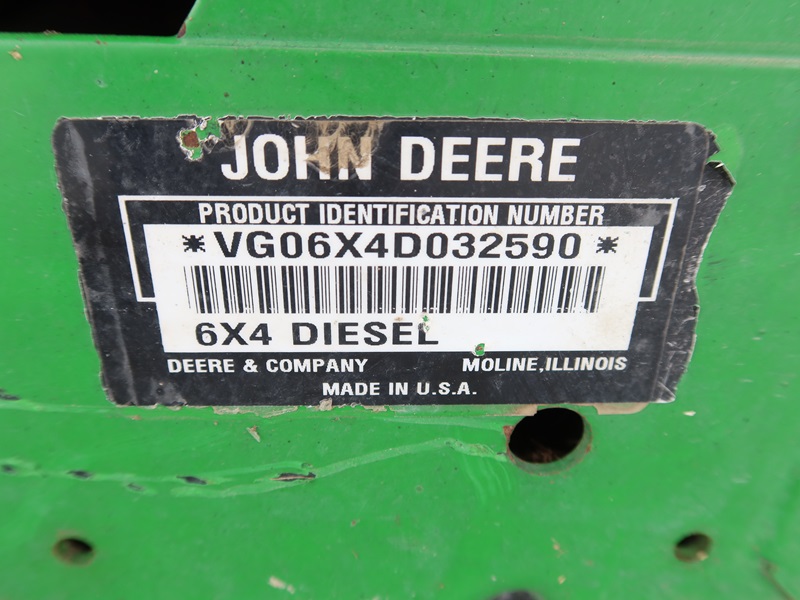 JOHN DEERE
PRODUCT IDENTIFICATION NUMBER
*VG06X4D032590*
6X4 DIESEL
DEERE & COMPANY MOLINE, ILLINOIS
MADE IN U.S.A.